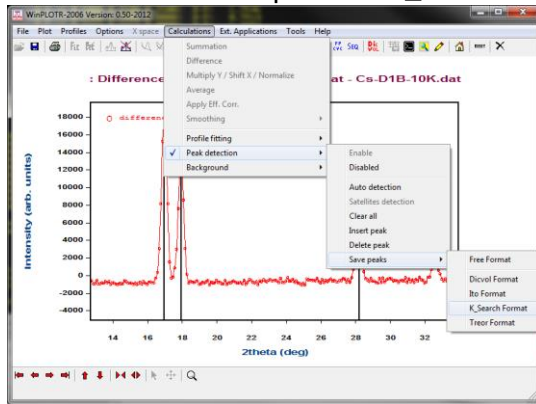 WinPLOTR-2006 Version: 0.50-2012
File Plot Profiles Options X space Calculations Ext. Applications Tools Help
: Difference
at - Cs-D1B-10K.dat
Summation
Difference
Multiply Y / Shift X / Normalize
Average
Apply Eff. Corr.
Smoothing
Profile fitting
Peak detection
Background
Enable
Disabled
Auto detection
Satellites detection
Clear all
Insert peak
Delete peak
Save peaks
Free Format
Dicvol Format
Ito Format
K_Search Format
Treor Format
Intensity (arb. units)
18000
16000
14000
12000
10000
8000
6000
4000
2000
0
-2000
-4000
14 16 18 20 22 24 26 28 30 32
2theta (deg)